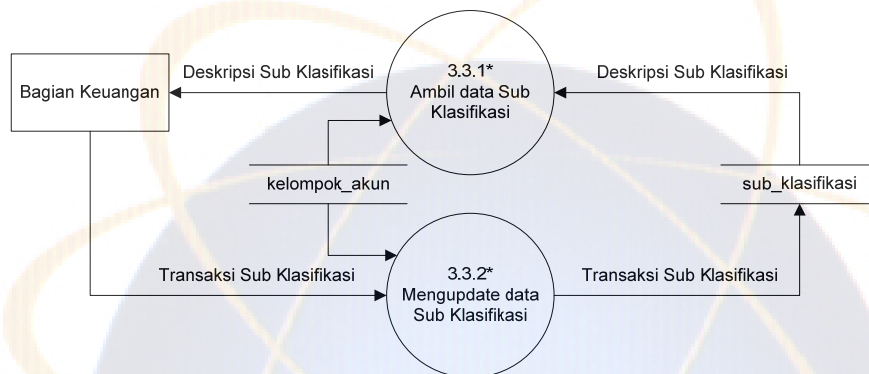 Bagian Keuangan
Deskripsi Sub Klasifikasi
3.3.1*
Ambil data Sub
Klasifikasi
Deskripsi Sub Klasifikasi
kelompok_akun
sub_klasifikasi
Transaksi Sub Klasifikasi
3.3.2*
Mengupdate data
Sub Klasifikasi
Transaksi Sub Klasifikasi